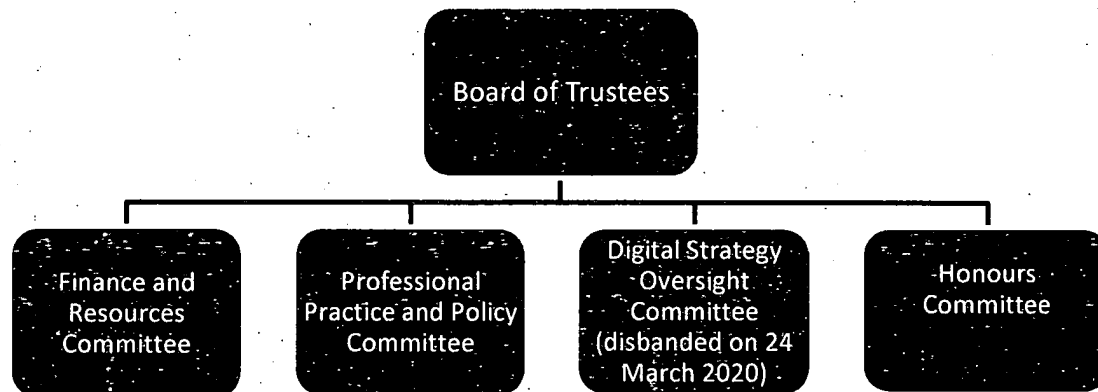 Board of Trustees
Finance and
Resources
Committee
Professional
Practice and Policy
Committee
Digital Strategy
Oversight
Committee
(disbanded on 24
March 2020)
Honours
Committee